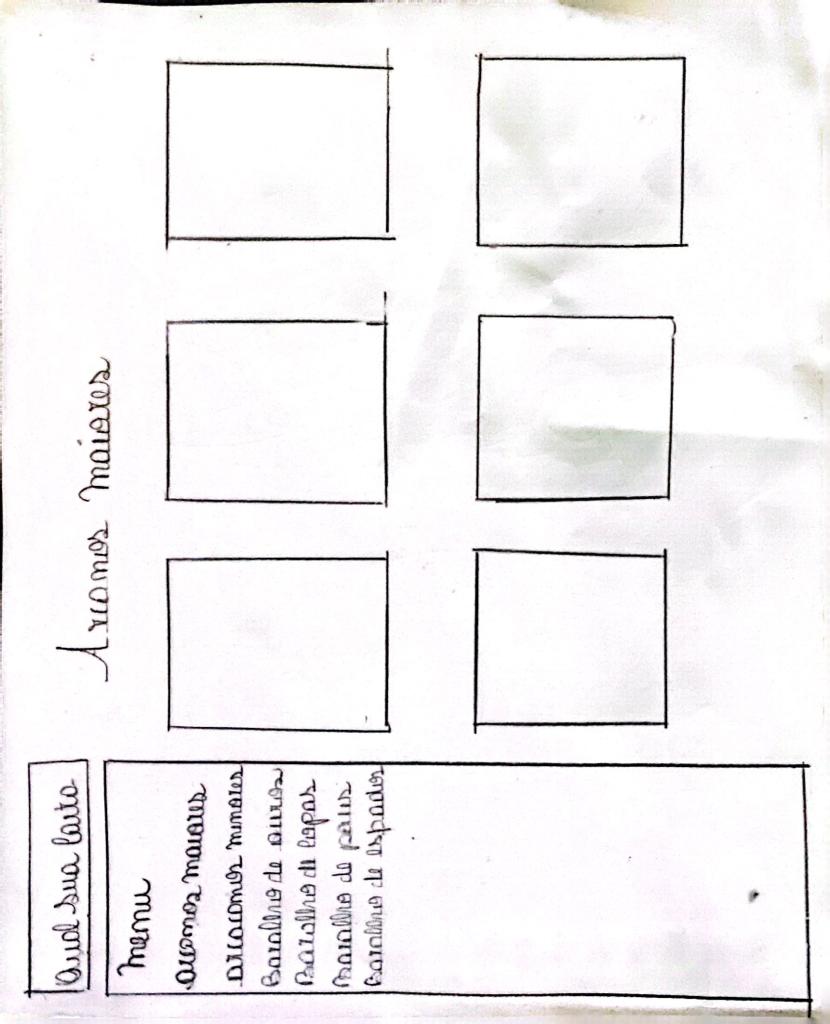 Qual sua Carta
Menu
arcanos maiores
arcacanos menores
Baralho de ouros
Baralho de Copas
Baralho de paus
Baralho de espadas
Arcanos maiores